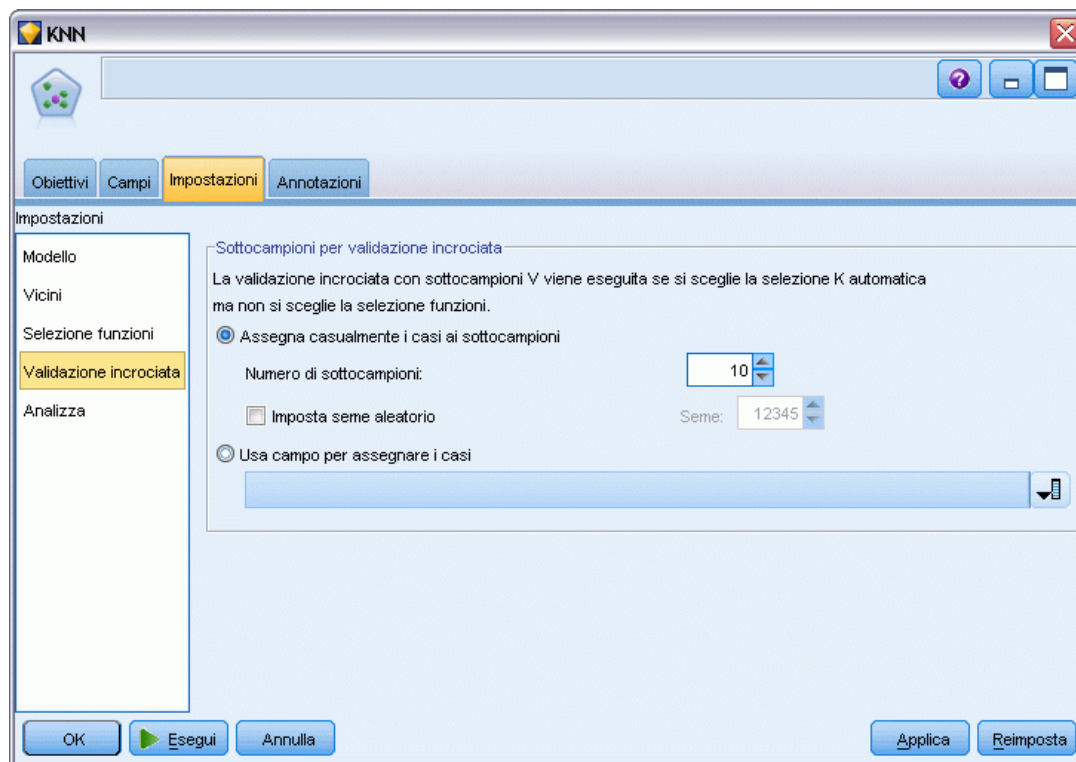 KNN
Obiettivi Campi Impostazioni Annotazioni
Impostazioni
Modello
Vicini
Selezione funzioni
Validazione incrociata
Analizza
Sottocampioni per validazione incrociata
La validazione incrociata con sottocampioni V viene eseguita se si sceglie la selezione K automatica
ma non si sceglie la selezione funzioni.
Assegna casualmente i casi ai sottocampioni
Numero di sottocampioni: 10
Imposta seme aleatorio Seme: 12345
Usa campo per assegnare i casi
OK Esegui Annulla Applica Reimposta